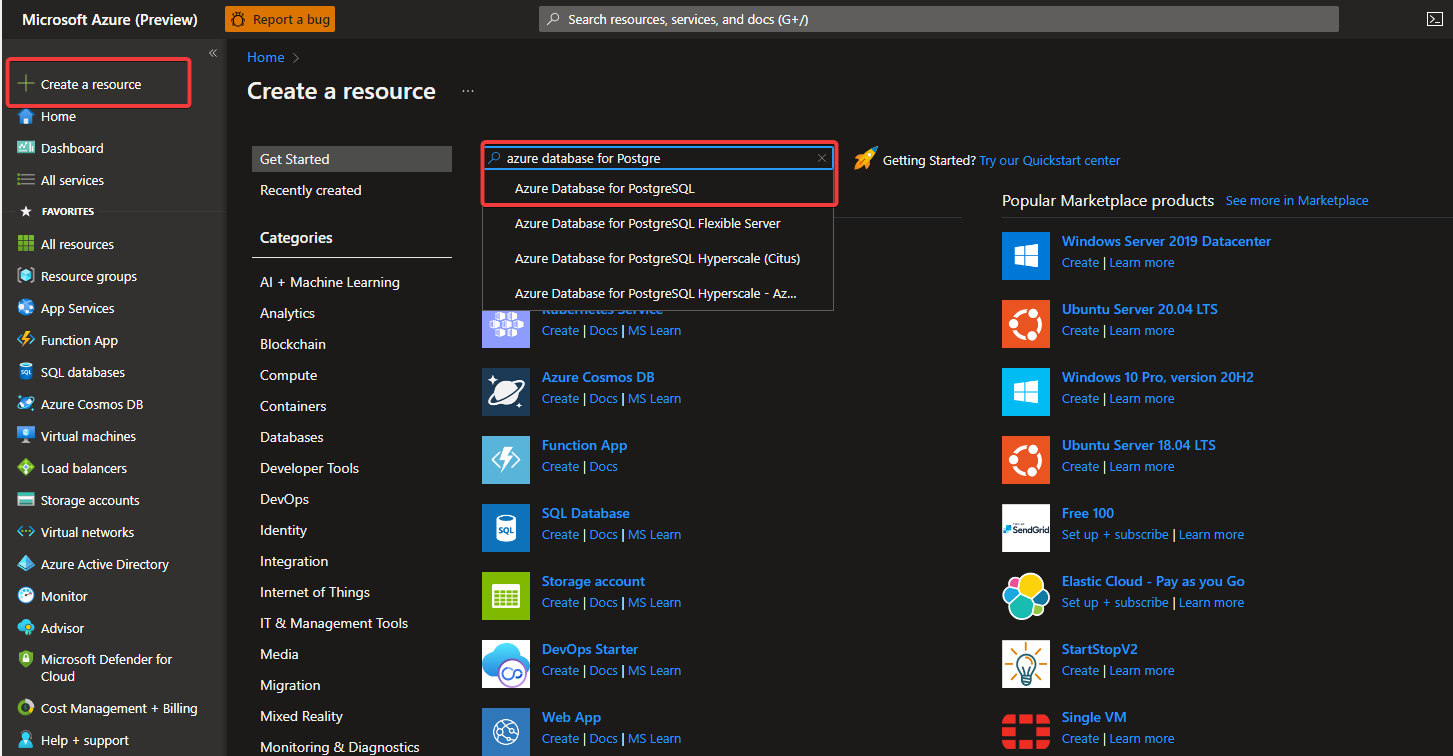 Microsoft Azure (Preview)
Report a bug
Search resources, services, and docs (G+/)
«
Create a resource
Home
Dashboard
All services
FAVORITES
All resources
Resource groups
App Services
Function App
SQL databases
Azure Cosmos DB
Virtual machines
Load balancers
Storage accounts
Virtual networks
Azure Active Directory
Monitor
Advisor
Microsoft Defender for
Cloud
Cost Management + Billing
Help + support
Home >
Create a resource ...
Get Started
Recently created
Categories
AI + Machine Learning
Analytics
Blockchain
Compute
Containers
Databases
Developer Tools
DevOps
Identity
Integration
Internet of Things
IT & Management Tools
Media
Migration
Mixed Reality
Monitoring & Diagnostics
azure database for Postgre
Azure Database for PostgreSQL
Azure Database for PostgreSQL Flexible Server
Azure Database for PostgreSQL Hyperscale (Citus)
Azure Database for PostgreSQL Hyperscale - Az...
Kubernetes Service
Create | Docs | MS Learn
Azure Cosmos DB
Create | Docs | MS Learn
Function App
Create | Docs
SQL
SQL Database
Create | Docs | MS Learn
Storage account
Create | Docs | MS Learn
DevOps Starter
Create | Docs | MS Learn
Web App
Create | Docs | MS Learn
Getting Started? Try our Quickstart center
Popular Marketplace products See more in Marketplace
Windows Server 2019 Datacenter
Create | Learn more
Ubuntu Server 20.04 LTS
Create | Learn more
Windows 10 Pro, version 20H2
Create | Learn more
Ubuntu Server 18.04 LTS
Create | Learn more
SendGrid
Free 100
Set up + subscribe | Learn more
Elastic Cloud - Pay as you Go
Set up + subscribe | Learn more
StartStopV2
Create | Learn more
Single VM
Create | Learn more